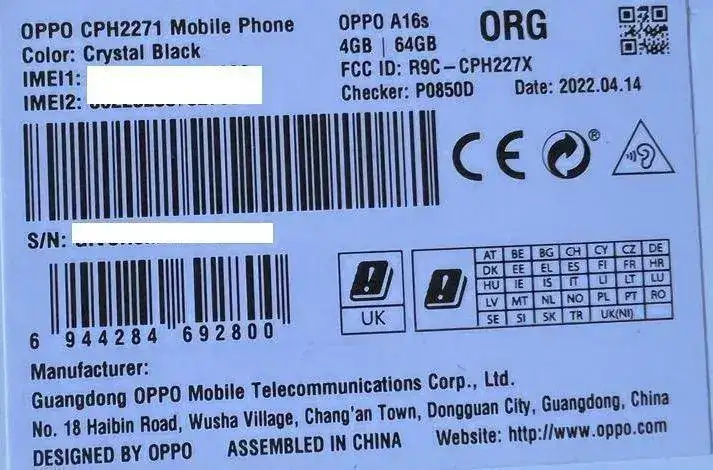 OPPO CPH2271 Mobile Phone
Color: Crystal Black
IMEI1:
IMEI2:
OPPO A16s
4GB | 64GB
ORG
FCC ID: R9C-CPH227X
Checker: P0850D Date: 2022.04.14
CE
S/N:
6 944284 692800
UK
AT BE BG CH CY CZ DE
DK EE EL ES FI FR HR
HU IE IS IT LI LT LU
LV MT NL NO PL PT RO
SE SI SK TR UK(NI)
Manufacturer:
Guangdong OPPO Mobile Telecommunications Corp., Ltd.
No. 18 Haibin Road, Wusha Village, Chang'an Town, Dongguan City, Guangdong, China
DESIGNED BY OPPO ASSEMBLED IN CHINA Website: http://www.oppo.com